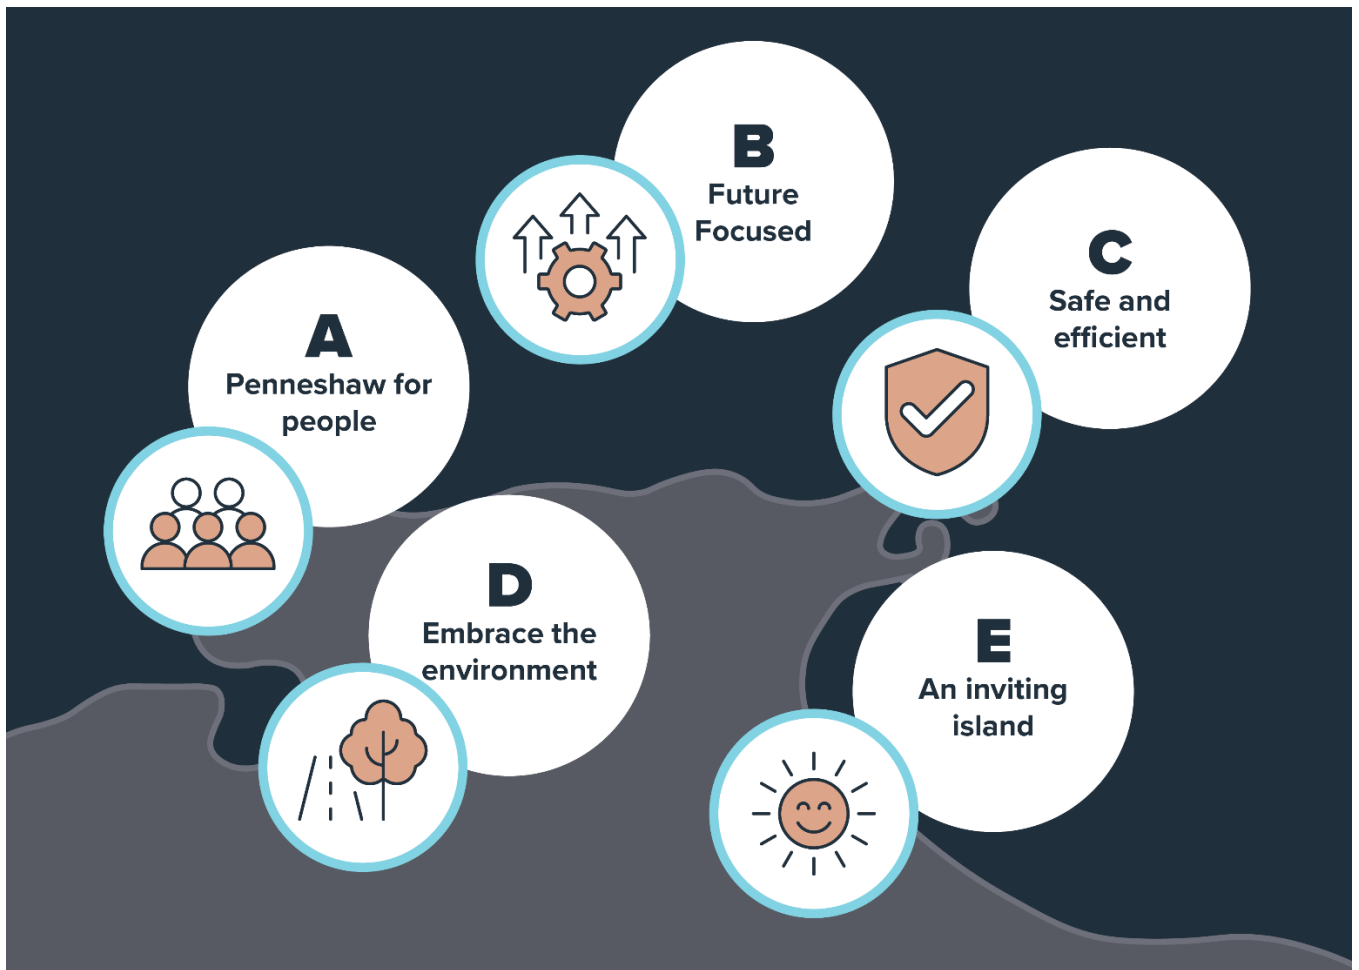 A
Penneshaw for
people
B
Future
Focused
C
Safe and
efficient
D
Embrace the
environment
E
An inviting
island